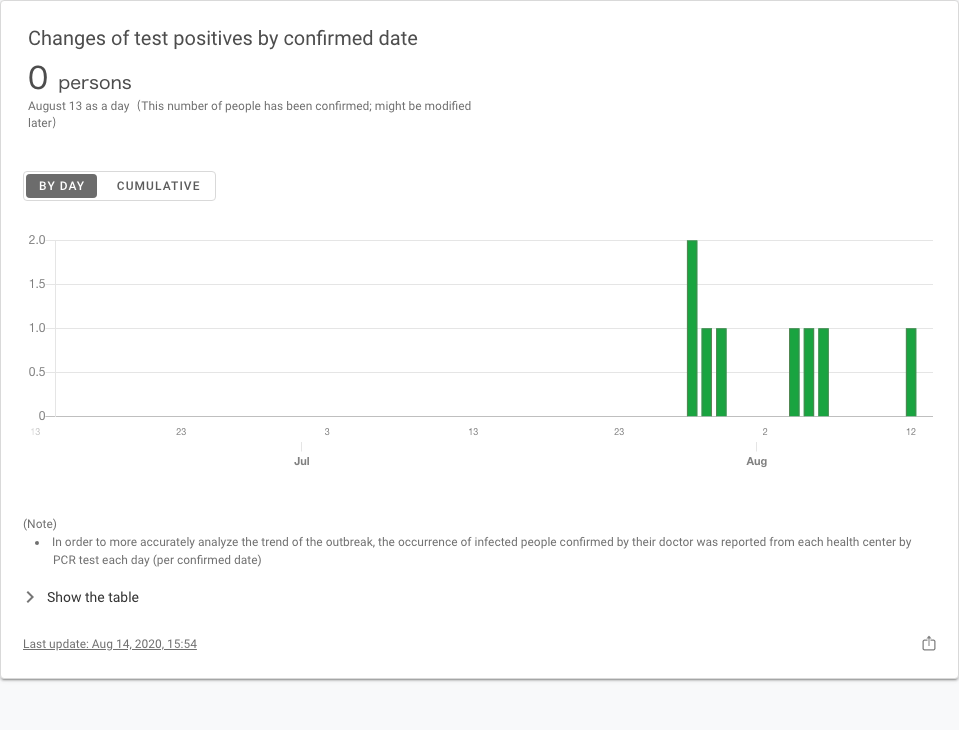 Changes of test positives by confirmed date
0 persons
August 13 as a day（This number of people has been confirmed; might be modified
later）
BY DAY CUMULATIVE
2.0
1.5
1.0
0.5
0
13 23 3 13 23 2 12
Jul Aug
(Note)
• In order to more accurately analyze the trend of the outbreak, the occurrence of infected people confirmed by their doctor was reported from each health center by
PCR test each day (per confirmed date)
Show the table
Last update: Aug 14, 2020, 15:54